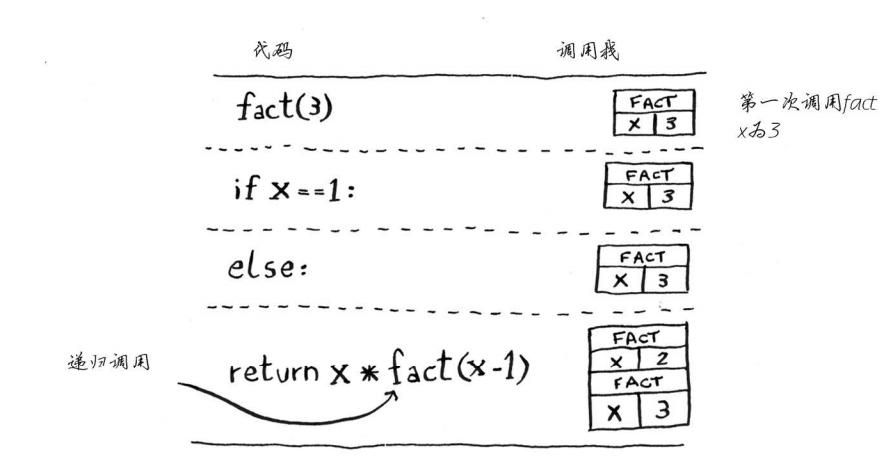 代码 调用栈
fact(3)
FACT
X 3
第一次调用fact
x为3
if x==1:
FACT
X 3
else:
FACT
X 3
递归调用
return x * fact(x-1)
FACT
X 2
FACT
X 3